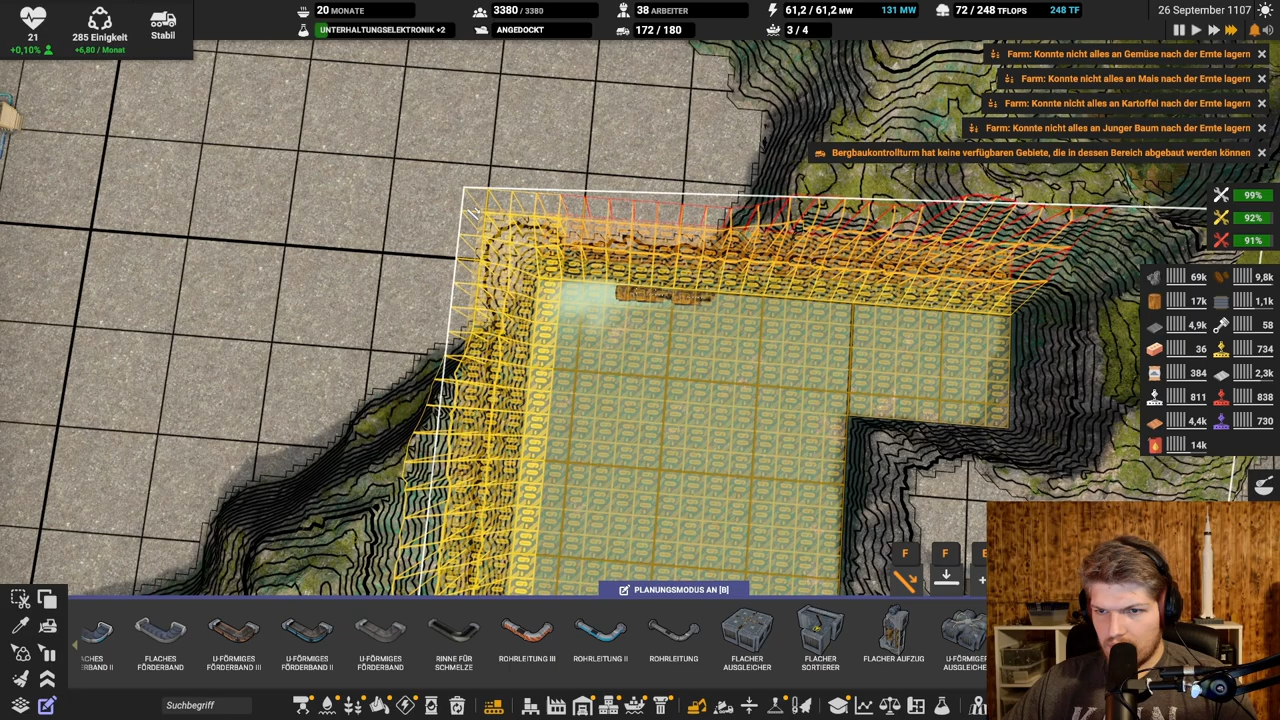 20 MONATE
3380 / 3380
38 ARBEITER
61,2 / 61,2 MW 131 MW
72 / 248 TFLOPS 248 TF
26 September 1107
21
+0,10%
285 Einigkeit
+6,80 / Monat
Stabil
UNTERHALTUNGSELEKTRONIK +2
ANGEDOCKT
172 / 180
3 / 4
Farm: Konnte nicht alles an Gemüse nach der Ernte lagern
Farm: Konnte nicht alles an Mais nach der Ernte lagern
Farm: Konnte nicht alles an Kartoffel nach der Ernte lagern
Farm: Konnte nicht alles an Junger Baum nach der Ernte lagern
Bergbaukontrollturm hat keine verfügbaren Gebiete, die in dessen Bereich abgebaut werden können
99%
92%
91%
69k 9,8k
17k 1,1k
4,9k 58
36 734
384 2,3k
811 838
4,4k 730
14k
F F
PLANUNGSMODUS AN [B]
ACHES
RBAND II
FLACHES
FÖRDERBAND
U-FÖRMIGES
FÖRDERBAND III
U-FÖRMIGES
FÖRDERBAND II
U-FÖRMIGES
FÖRDERBAND
RINNE FÜR
SCHMELZE
ROHRLEITUNG III
ROHRLEITUNG II
ROHRLEITUNG
FLACHER
AUSGLEICHER
FLACHER
SORTIERER
FLACHER AUFZUG
U-FÖRMIGE
AUSGLEICHE
Suchbegriff